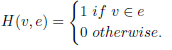 H(v,e) = { 1 if v ∈ e
0 otherwise.